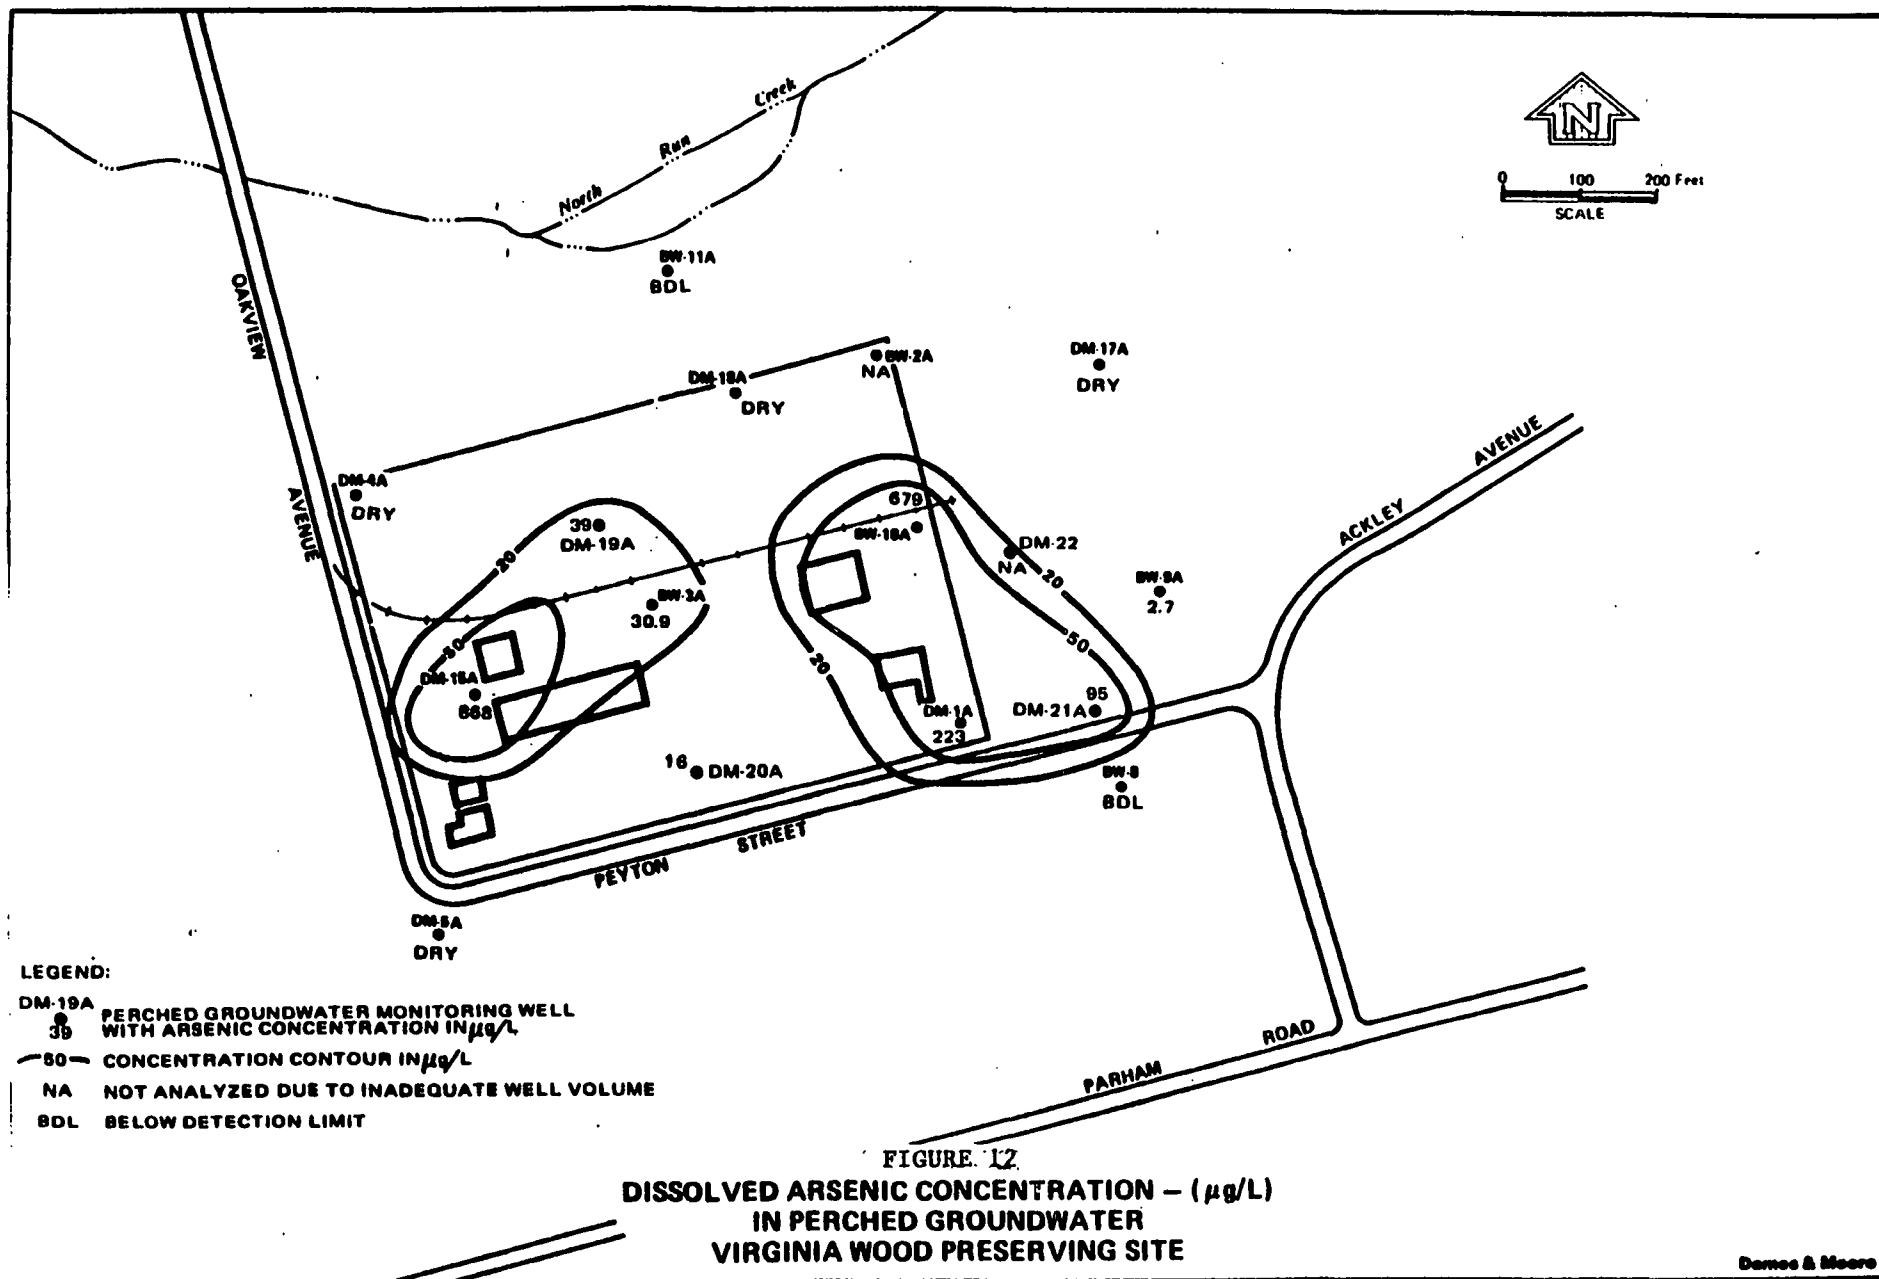 North Run Creek
N
0 100 200 Feet
SCALE
BW-11A
BDL
OAKVIEW
AVENUE
BW-2A
NA
DM-17A
DRY
DM-18A
DRY
DM-4A
DRY
ACKLEY AVENUE
679
39
DM-19A
20
DM-22
NA
20
BW-3A
30.9
BW-9A
2.7
50
50
20
DM-15A
95
DM-21A
DM-1A
223
16
DM-20A
BW-8
BDL
PEYTON STREET
DM-5A
DRY
PARHAM ROAD
LEGEND:
DM-19A
39
PERCHED GROUNDWATER MONITORING WELL
WITH ARSENIC CONCENTRATION IN µg/L
50 CONCENTRATION CONTOUR IN µg/L
NA NOT ANALYZED DUE TO INADEQUATE WELL VOLUME
BDL BELOW DETECTION LIMIT
FIGURE 12
DISSOLVED ARSENIC CONCENTRATION – (µg/L)
IN PERCHED GROUNDWATER
VIRGINIA WOOD PRESERVING SITE
Dames & Moore